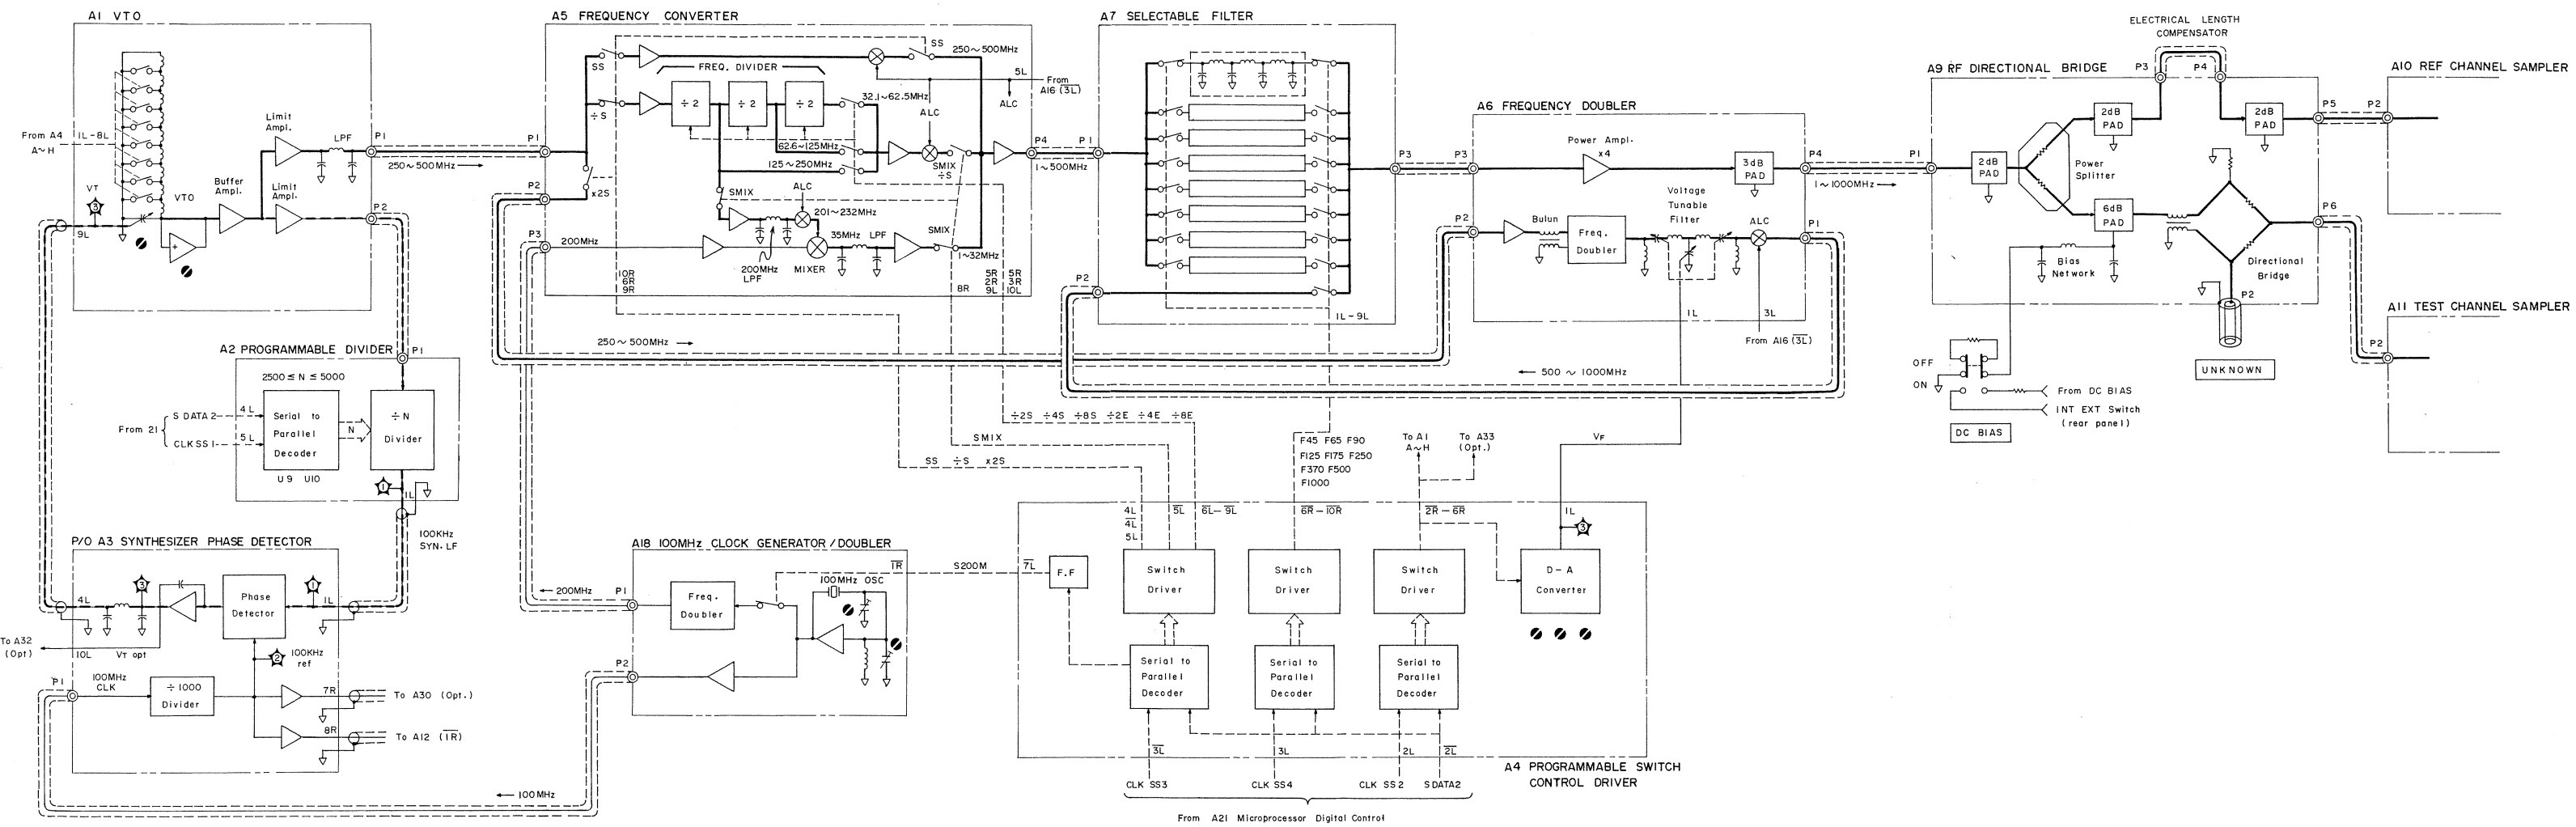 A1 VTO
From A4
A~H
1L-8L
VT
3
9L
VTO
+
Buffer
Ampl.
Limit
Ampl.
LPF
Limit
Ampl.
P1
P2
250~500MHz
A2 PROGRAMMABLE DIVIDER
P1
2500 ≤ N ≤ 5000
From 21
S DATA2
4L
CLKSS1
5L
Serial to
Parallel
Decoder
U9 U10
N
÷N
Divider
1
1L
100KHz
SYN. LF
P/O A3 SYNTHESIZER PHASE DETECTOR
4L
3
Phase
Detector
1
1L
To A32
(Opt)
10L
VT opt
2
100KHz
ref
P1
100MHz
CLK
÷1000
Divider
7R
To A30 (Opt.)
8R
To A12 (1R)
100MHz
A5 FREQUENCY CONVERTER
P1
P2
P3
200MHz
SS
÷S
x2S
FREQ. DIVIDER
÷2
÷2
÷2
SS
250~500MHz
5L
From
A16 (3L)
ALC
ALC
32.1~62.5MHz
62.6~125MHz
125~250MHz
SMIX
÷S
P4
1~500MHz
SMIX
ALC
201~232MHz
200MHz
LPF
MIXER
35MHz LPF
SMIX
1~32MHz
10R
6R
9R
8R
5R
2R
9L
5R
3R
10L
250~500MHz
A7 SELECTABLE FILTER
P1
P2
P3
1L-9L
A6 FREQUENCY DOUBLER
P3
P2
Power Ampl.
x4
3dB
PAD
P4
1~1000MHz
Bulun
Freq.
Doubler
Voltage
Tunable
Filter
ALC
P1
1L
3L
From A16 (3L)
500 ~ 1000MHz
A9 RF DIRECTIONAL BRIDGE
ELECTRICAL LENGTH
COMPENSATOR
P3
P4
P1
2dB
PAD
Power
Splitter
2dB
PAD
2dB
PAD
6dB
PAD
Bias
Network
Directional
Bridge
P5
P2
P6
P2
UNKNOWN
OFF
ON
From DC BIAS
INT EXT Switch
(rear panel)
DC BIAS
A10 REF CHANNEL SAMPLER
A11 TEST CHANNEL SAMPLER
P2
A18 100MHz CLOCK GENERATOR/DOUBLER
200MHz
P1
Freq.
Doubler
100MHz OSC
1R
S200M
P2
÷2S ÷4S ÷8S ÷2E ÷4E ÷8E
SMIX
SS ÷S x2S
F45 F65 F90
F125 F175 F250
F370 F500
F1000
To A1
A~H
To A33
(Opt.)
VF
7L
F.F
4L
4L
5L
5L
6L-9L
6R-10R
2R-6R
1L
3
Switch
Driver
Switch
Driver
Switch
Driver
D-A
Converter
Serial to
Parallel
Decoder
Serial to
Parallel
Decoder
Serial to
Parallel
Decoder
3L
3L
2L
2L
CLK SS3
CLK SS4
CLK SS2
SDATA2
A4 PROGRAMMABLE SWITCH
CONTROL DRIVER
From A21 Microprocessor Digital Control